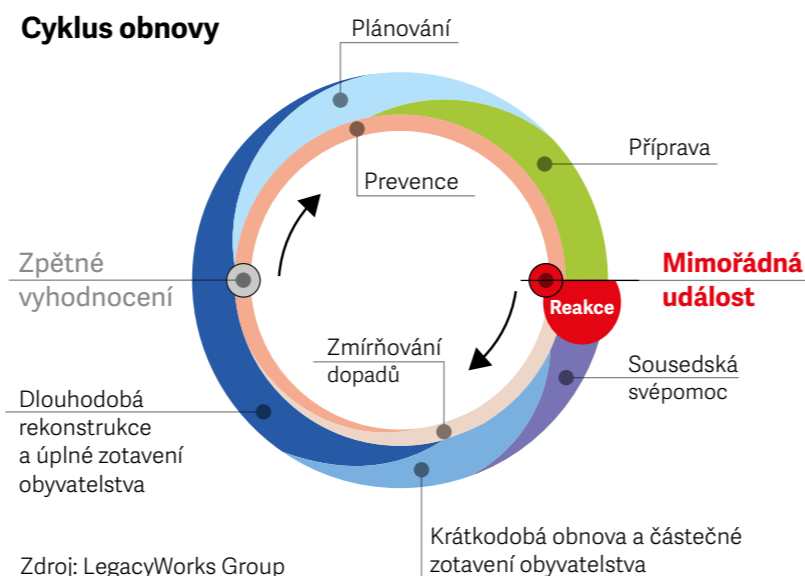 Cyklus obnovy
Plánování
Příprava
Prevence
Zpětné
vyhodnocení
Mimořádná
událost
Reakce
Zmírňování
dopadů
Sousedská
svépomoc
Dlouhodobá
rekonstrukce
a úplné zotavení
obyvatelstva
Krátkodobá obnova a částečné
zotavení obyvatelstva
Zdroj: LegacyWorks Group